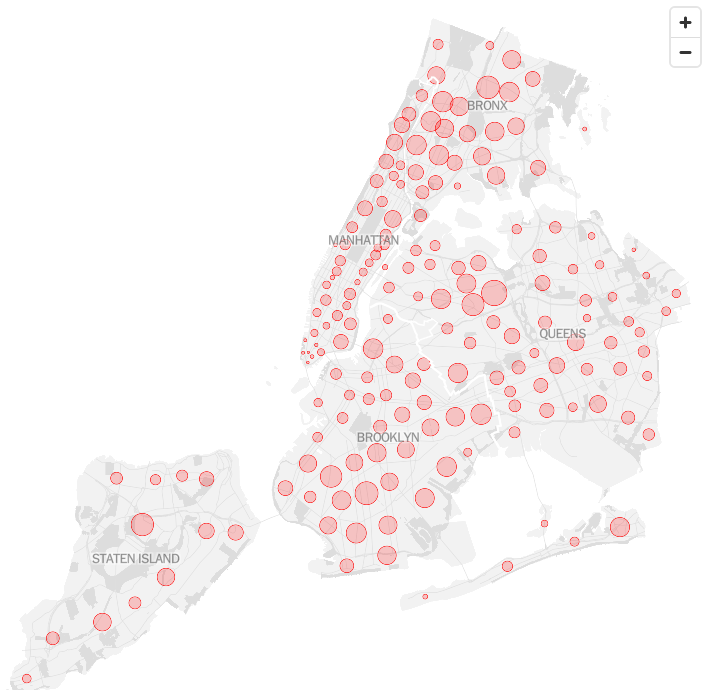 +
−
BRONX
MANHATTAN
QUEENS
BROOKLYN
STATEN ISLAND